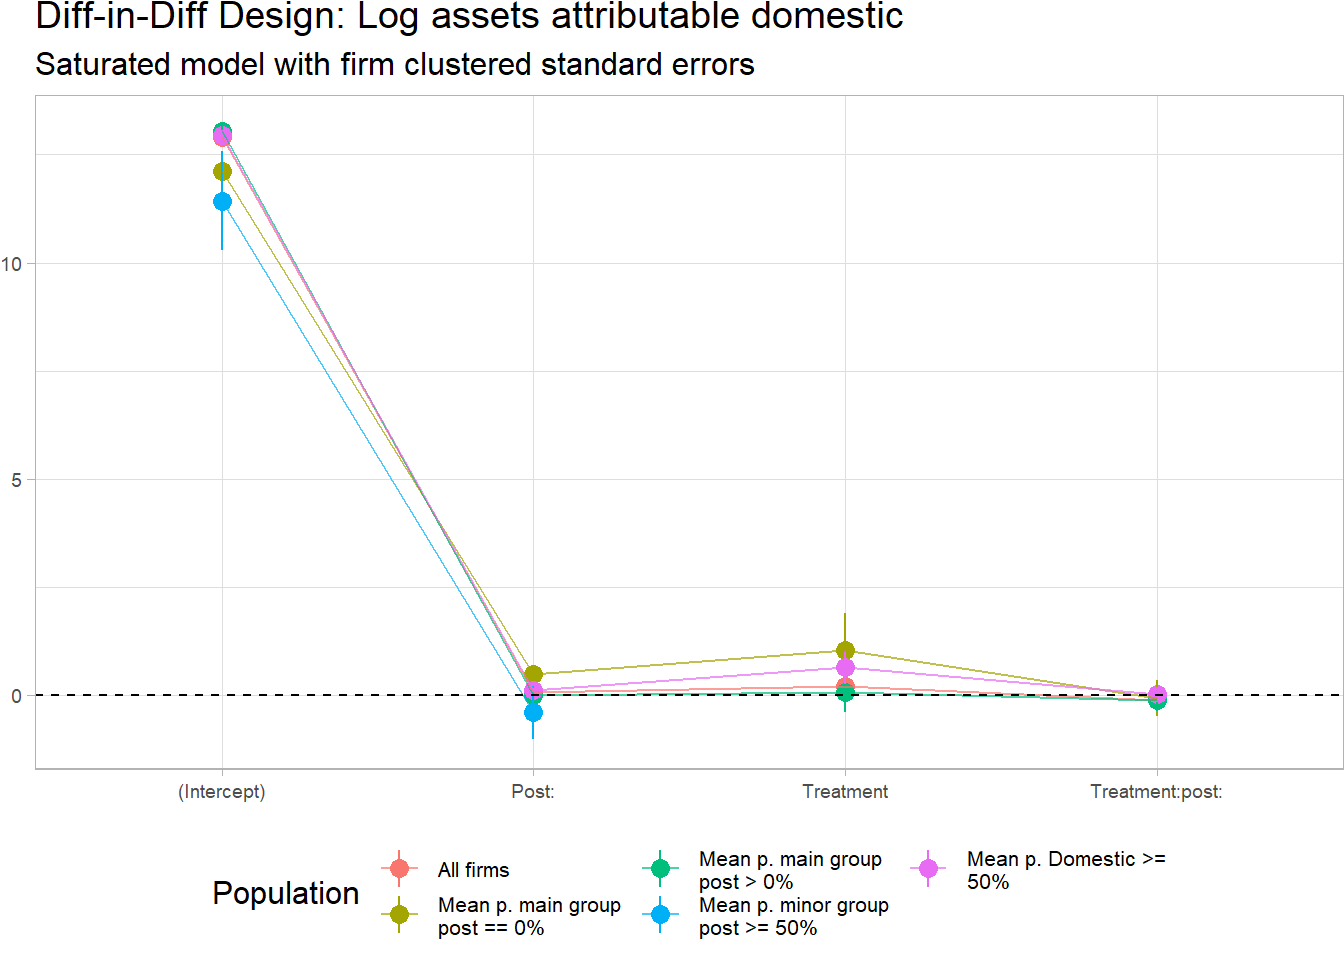 Diff-in-Diff Design: Log assets attributable domestic
Saturated model with firm clustered standard errors
10
5
0
(Intercept)
Post:
Treatment
Treatment:post:
Population
All firms
Mean p. main group
post == 0%
Mean p. main group
post > 0%
Mean p. minor group
post >= 50%
Mean p. Domestic >=
50%